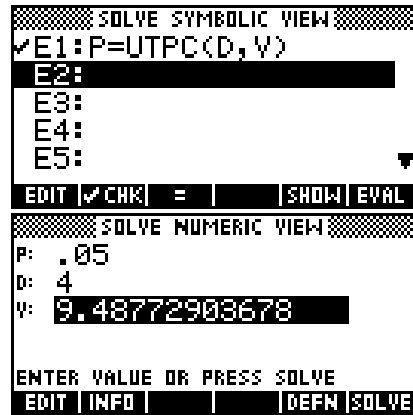 SOLVE SYMBOLIC VIEW
✔E1:P=UTPC(D,V)
E2:
E3:
E4:
E5:
EDIT ✔CHK = SHOW EVAL
SOLVE NUMERIC VIEW
P: .05
D: 4
V: 9.48772903678
ENTER VALUE OR PRESS SOLVE
EDIT INFO DEFN SOLVE